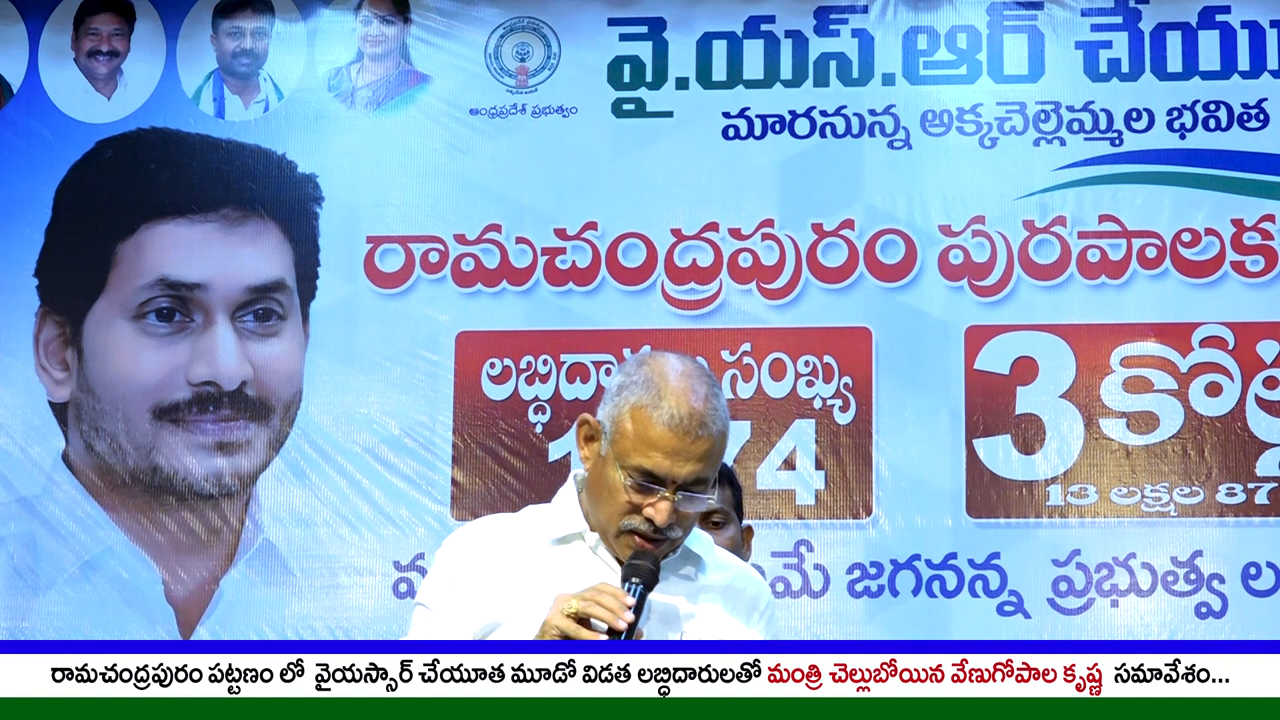 ఆంధ్రప్రదేశ్ ప్రభుత్వం
వై.యస్.ఆర్ చేయు
మారనున్న అక్కచెల్లెమ్మల భవిత
రామచంద్రపురం పురపాలక
సంఖ్య
3 కోట్ల
74
13 లక్షల 87
జగనన్న ప్రభుత్వ ల
రామచంద్రపురం పట్టణం లో వైయస్సార్ చేయూత మూడో విడత లబ్ధిదారులతో మంత్రి చెల్లుబోయిన వేణుగోపాల కృష్ణ సమావేశం...